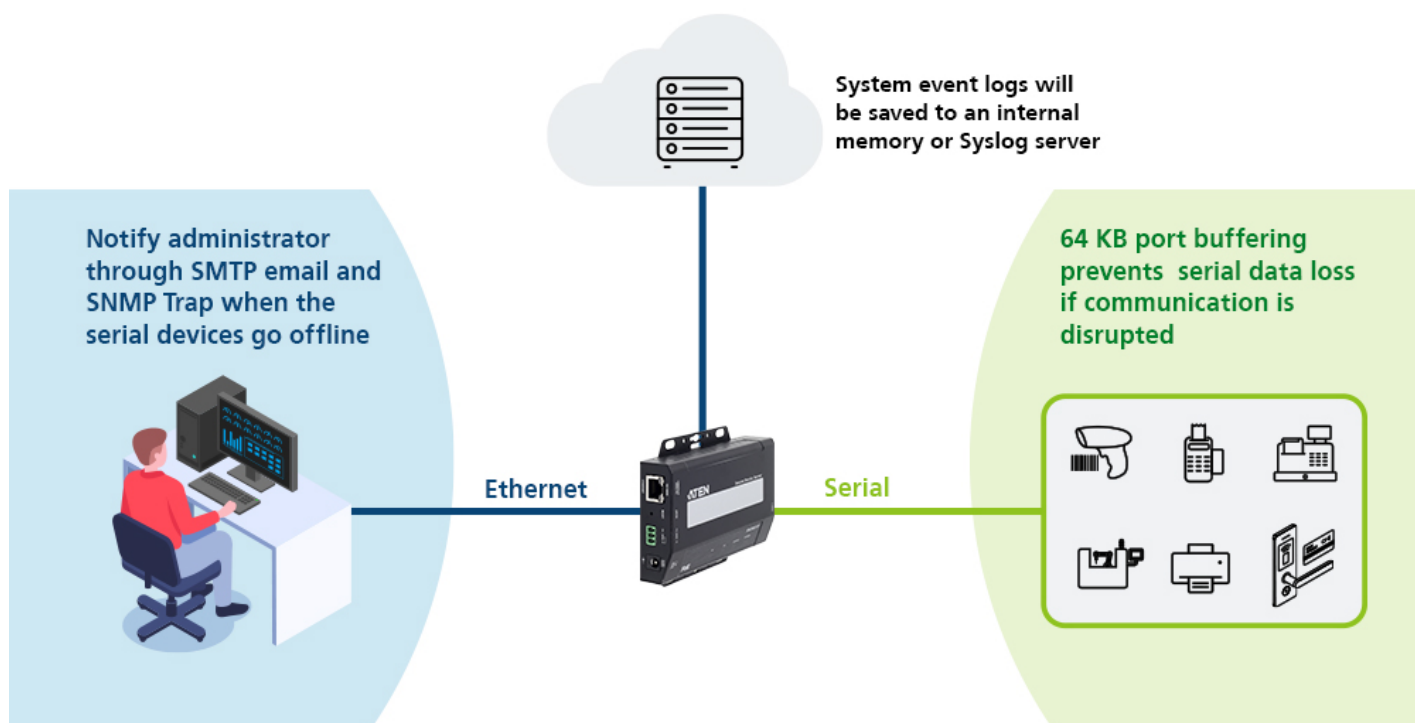 System event logs will
be saved to an internal
memory or Syslog server
Notify administrator
through SMTP email and
SNMP Trap when the
serial devices go offline
64 KB port buffering
prevents serial data loss
if communication is
disrupted
Ethernet
Serial
ATEN